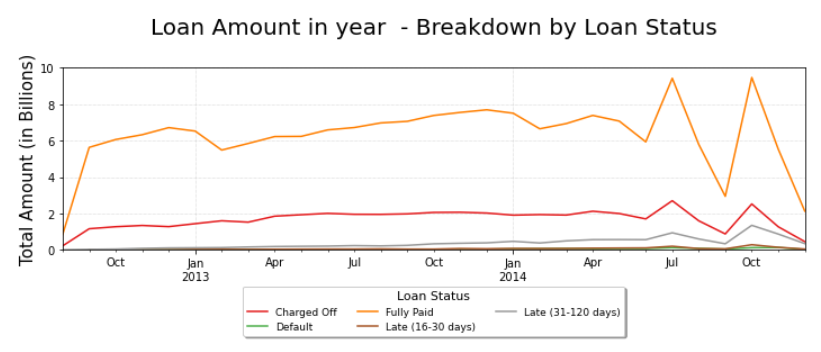 Loan Amount in year - Breakdown by Loan Status
Total Amount (in Billions)
10
8
6
4
2
0
Oct Jan Apr Jul Oct Jan Apr Jul Oct
2013 2014
Loan Status
Charged Off Fully Paid Late (31-120 days)
Default Late (16-30 days)